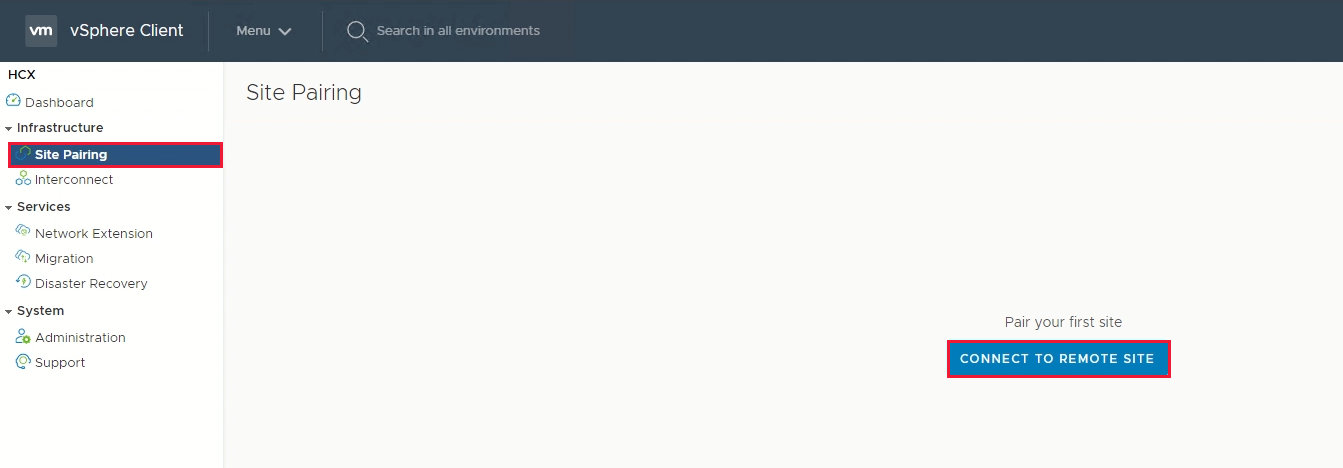 vm vSphere Client Menu Search in all environments
HCX
Dashboard
Infrastructure
Site Pairing
Interconnect
Services
Network Extension
Migration
Disaster Recovery
System
Administration
Support
Site Pairing
Pair your first site
CONNECT TO REMOTE SITE